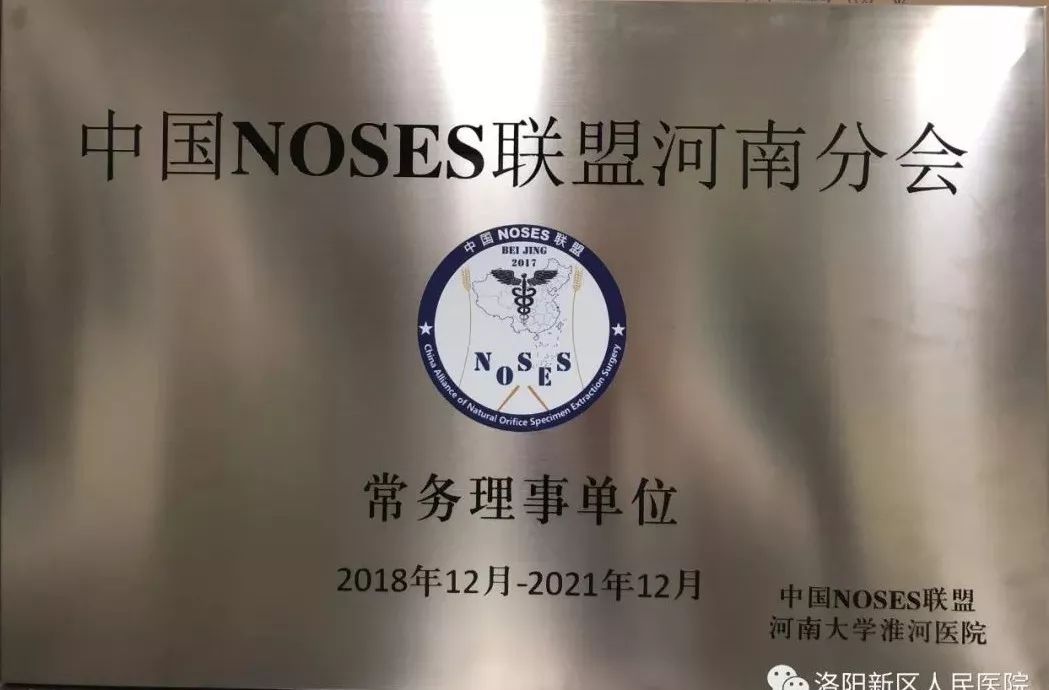 中国NOSES联盟河南分会
中国NOSES联盟
BEI JING
2017
NOSES
China Alliance of Natural Orifice Specimen Extraction Surgery
常务理事单位
2018年12月-2021年12月
中国NOSES联盟
河南大学淮河医院
洛阳新区人民医院